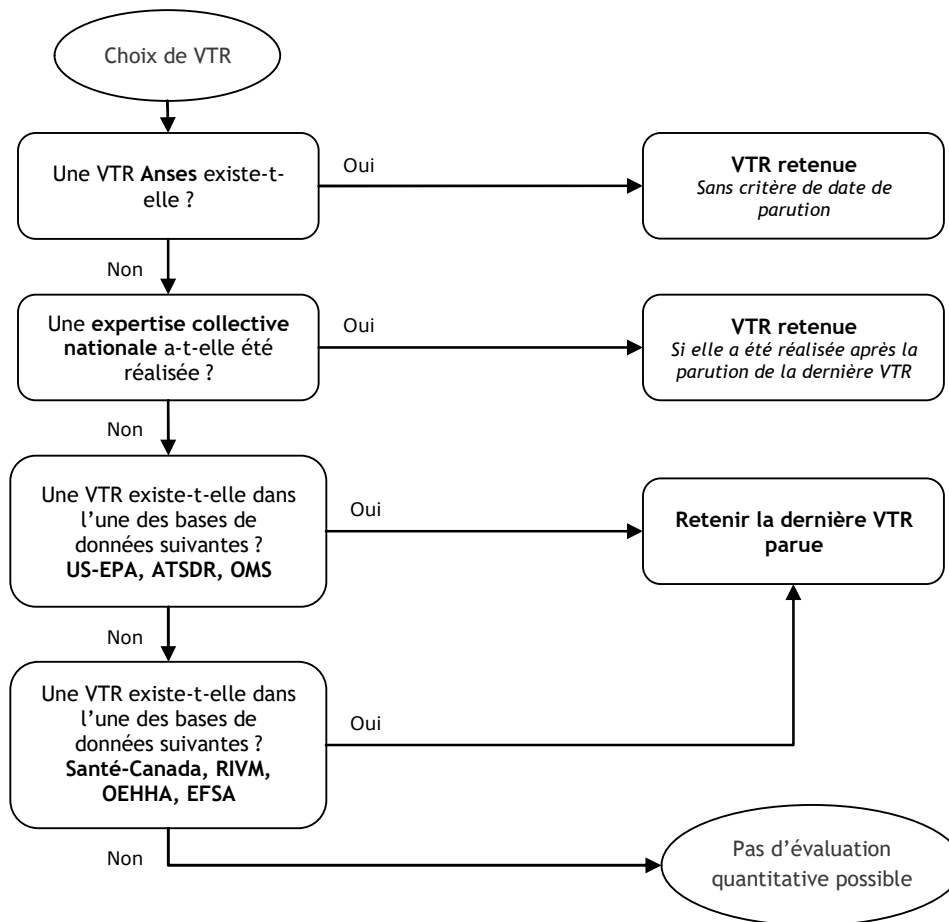 Choix de VTR
Une VTR Anses existe-t-
elle ?
Oui
VTR retenue
Sans critère de date de
parution
Non
Une expertise collective
nationale a-t-elle été
réalisée ?
Oui
VTR retenue
Si elle a été réalisée après la
parution de la dernière VTR
Non
Une VTR existe-t-elle dans
l’une des bases de
données suivantes ?
US-EPA, ATSDR, OMS
Oui
Retenir la dernière VTR
parue
Non
Une VTR existe-t-elle dans
l’une des bases de
données suivantes ?
Santé-Canada, RIVM,
OEHHA, EFSA
Oui
Non
Pas d’évaluation
quantitative possible